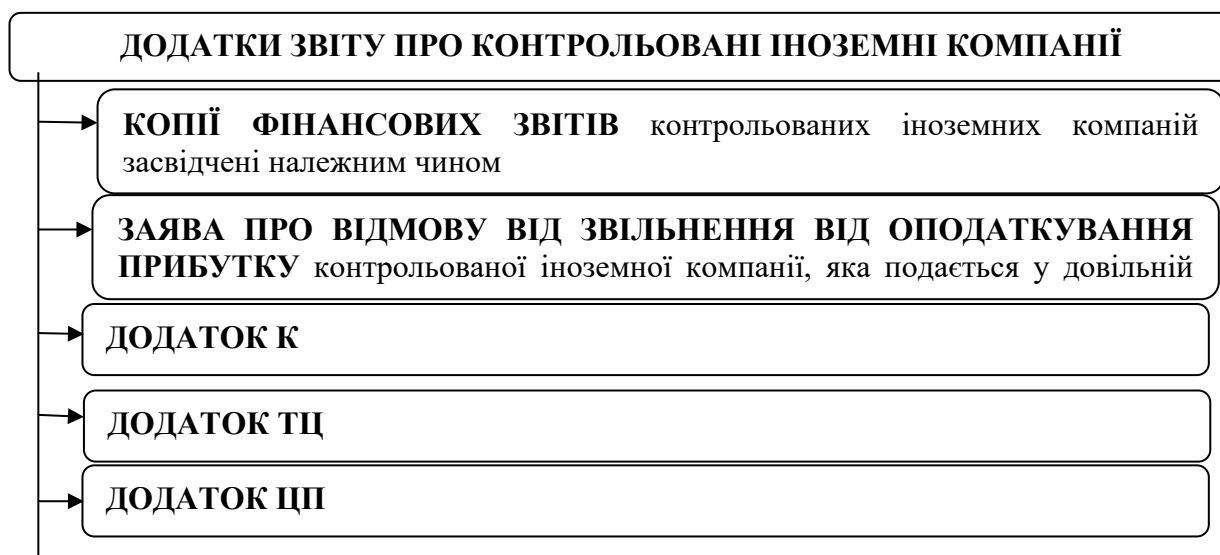 ДОДАТКИ ЗВІТУ ПРО КОНТРОЛЬОВАНІ ІНОЗЕМНІ КОМПАНІЇ
КОПІЇ ФІНАНСОВИХ ЗВІТІВ контрольованих іноземних компаній
засвідчені належним чином
ЗАЯВА ПРО ВІДМОВУ ВІД ЗВІЛЬНЕННЯ ВІД ОПОДАТКУВАННЯ
ПРИБУТКУ контрольованої іноземної компанії, яка подається у довільній
ДОДАТОК К
ДОДАТОК ТЦ
ДОДАТОК ЦП